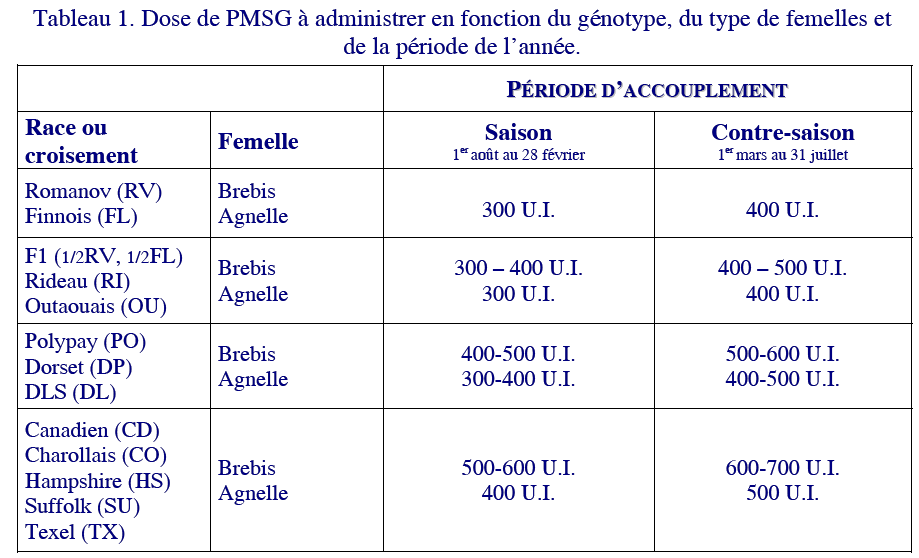 Tableau 1. Dose de PMSG à administrer en fonction du génotype, du type de femelles et
de la période de l’année.
PÉRIODE D’ACCOUPLEMENT
Race ou
croisement
Femelle
Saison
1er août au 28 février
Contre-saison
1er mars au 31 juillet
Romanov (RV)
Finnois (FL)
Brebis
Agnelle
300 U.I.
400 U.I.
F1 (1/2RV, 1/2FL)
Rideau (RI)
Outaouais (OU)
Brebis
Agnelle
300 – 400 U.I.
300 U.I.
400 – 500 U.I.
400 U.I.
Polypay (PO)
Dorset (DP)
DLS (DL)
Brebis
Agnelle
400-500 U.I.
300-400 U.I.
500-600 U.I.
400-500 U.I.
Canadien (CD)
Charollais (CO)
Hampshire (HS)
Suffolk (SU)
Texel (TX)
Brebis
Agnelle
500-600 U.I.
400 U.I.
600-700 U.I.
500 U.I.